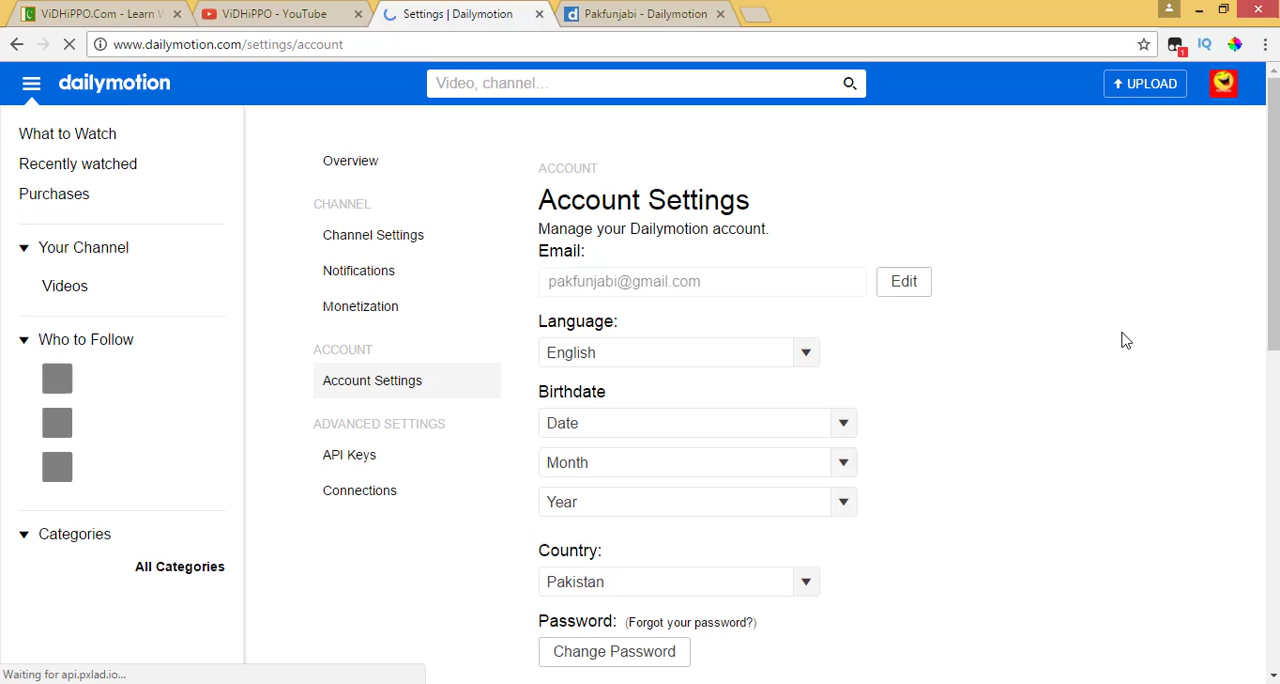 ViDHiPPO.Com - Learn
ViDHiPPO - YouTube
Settings | Dailymotion
Pakfunjabi - Dailymotion
www.dailymotion.com/settings/account
1
IQ
dailymotion
Video, channel...
UPLOAD
What to Watch
Recently watched
Purchases
Your Channel
Videos
Who to Follow
Categories
All Categories
Overview
CHANNEL
Channel Settings
Notifications
Monetization
ACCOUNT
Account Settings
ADVANCED SETTINGS
API Keys
Connections
ACCOUNT
Account Settings
Manage your Dailymotion account.
Email:
pakfunjabi@gmail.com
Edit
Language:
English
Birthdate
Date
Month
Year
Country:
Pakistan
Password: (Forgot your password?)
Change Password
Waiting for api.pxlad.io...